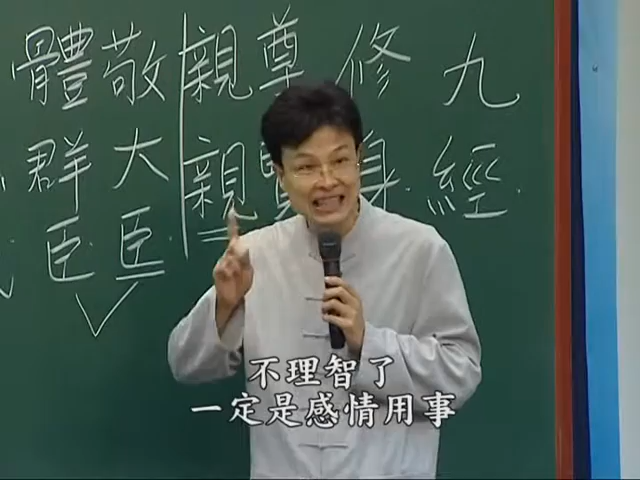 九經
修身
尊賢
親親
敬大臣
體群臣
不理智了
一定是感情用事